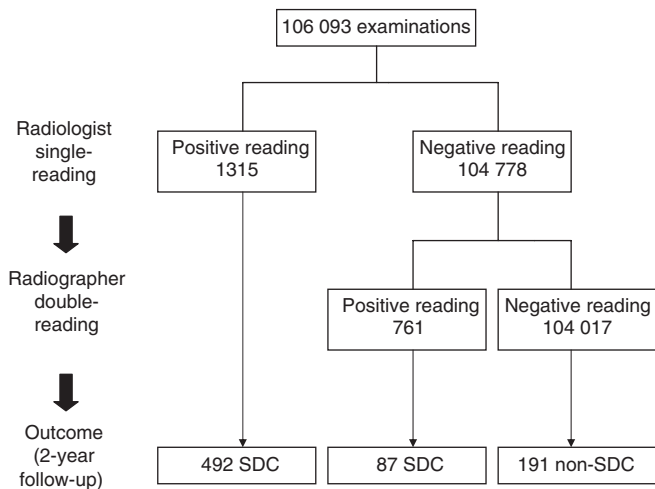 106 093 examinations
Radiologist
single-
reading
Positive reading
1315
Negative reading
104 778
Radiographer
double-
reading
Positive reading
761
Negative reading
104 017
Outcome
(2-year
follow-up)
492 SDC
87 SDC
191 non-SDC